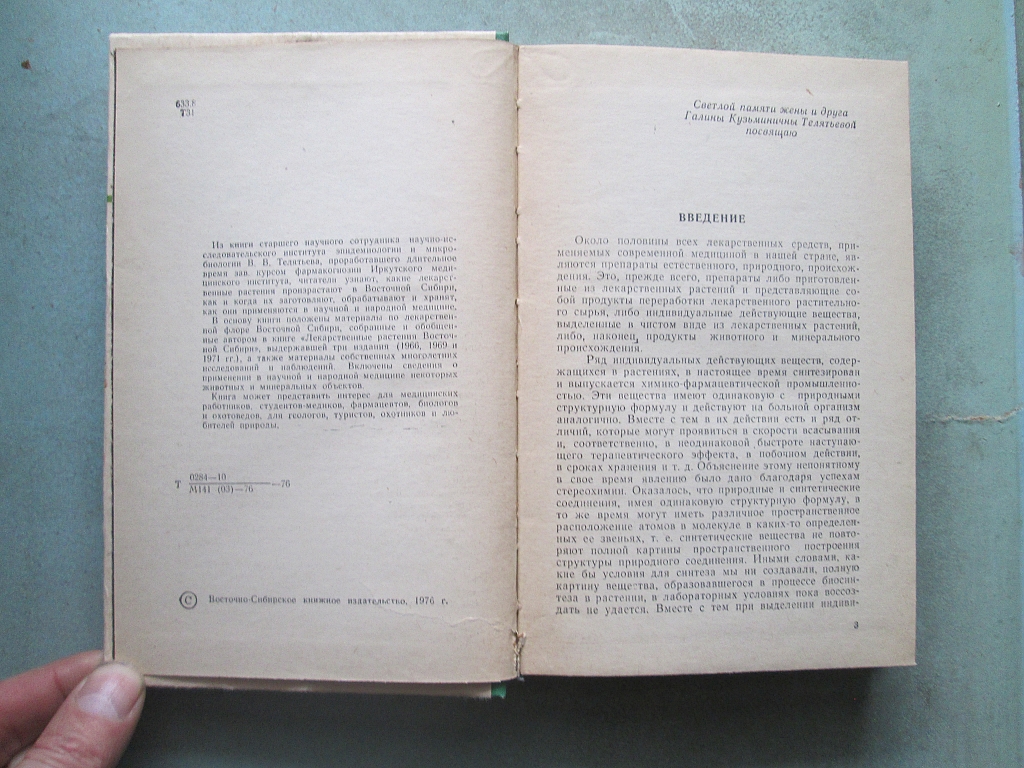 633.8
Т31
Из книги старшего научного сотрудника научно-ис-
следовательского института эпидемиологии и микро-
биологии В. В. Телятьева, проработавшего длительное
время зав. курсом фармакогнозии Иркутского меди-
цинского института, читатели узнают, какие лекарст-
венные растения произрастают в Восточной Сибири,
как и когда их заготовляют, обрабатывают и хранят,
как они применяются в научной и народной медицине.
В основу книги положены материалы по лекарствен-
ной флоре Восточной Сибири, собранные и обобщен-
ные автором в книге «Лекарственные растения Восточ-
ной Сибири», выдержавшей три издания (1966, 1969 и
1971 гг.), а также материалы собственных многолетних
исследований и наблюдений. Включены сведения о
применении в научной и народной медицине некоторых
животных и минеральных объектов.
Книга может представить интерес для медицинских
работников, студентов-медиков, фармацевтов, биологов
и охотоведов, для геологов, туристов, охотников и лю-
бителей природы.
Т 0284—10 —76
М141 (03)—76
© Восточно-Сибирское книжное издательство, 1976 г.
Светлой памяти жены и друга
Галины Кузьминичны Телятьевой
посвящаю
ВВЕДЕНИЕ
Около половины всех лекарственных средств, при-
меняемых современной медициной и нашей стране, яв-
ляются препараты естественного, природного, происхож-
дения. Это, прежде всего, препараты либо приготовлен-
ные из лекарственных растений и представляющие со-
бой продукты переработки лекарственного растительно-
го сырья, либо индивидуальные действующие вещества,
выделенные в чистом виде из лекарственных растений,
либо, наконец, продукты животного и минерального
происхождения.
Ряд индивидуальных действующих веществ, содер-
жащихся в растениях, в настоящее время синтезирован
и выпускается химико-фармацевтической промышленно-
стью. Эти вещества имеют одинаковую с природными
структурную формулу и действуют на больной организм
аналогично. Вместе с тем в их действии есть и ряд от-
личий, которые могут проявиться в скорости всасывания
и, соответственно, в неодинаковой быстроте наступаю-
щего терапевтического эффекта, в побочном действии,
в сроках хранения и т. д. Объяснение этому непонятному
в свое время явлению было дано благодаря успехам
стереохимии. Оказалось, что природные и синтетические
соединения, имея одинаковую структурную формулу, в
то же время могут иметь различное пространственное
расположение атомов в молекуле в каких-то определен-
ных ее звеньях, т. е. синтетические вещества не повто-
ряют полной картины пространственного построения
структуры природного соединения. Иными словами, ка-
кие бы условия для синтеза мы ни создавали, полную
картину вещества, образовавшегося в процессе биосин-
теза в растении, в лабораторных условиях пока воссоз-
дать не удается. Вместе с тем при выделении индиви-
3